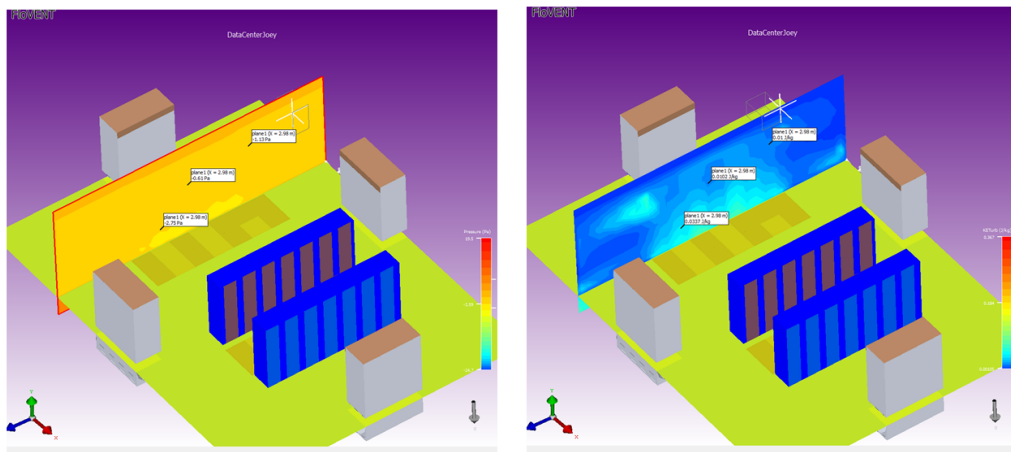 FloVENT
DataCenterJoey
plane1 (X = 2.98 m)
-1.13 Pa
plane1 (X = 2.98 m)
-0.61 Pa
plane1 (X = 2.98 m)
-2.75 Pa
Pressure (Pa)
Y
X
FloVENT
DataCenterJoey
plane1 (X = 2.98 m)
0.01 J/kg
plane1 (X = 2.98 m)
0.0102 J/kg
plane1 (X = 2.98 m)
0.0337 J/kg
Y
X